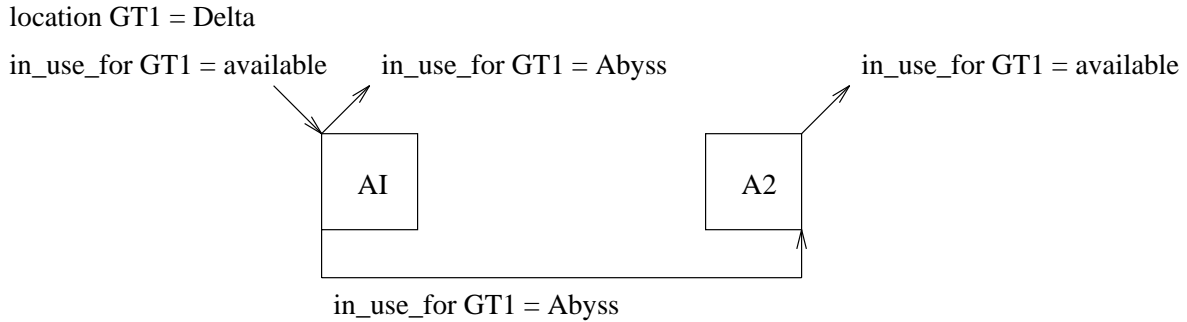 location GT1 = Delta
in_use_for GT1 = available
in_use_for GT1 = Abyss
in_use_for GT1 = available
AI
A2
in_use_for GT1 = Abyss